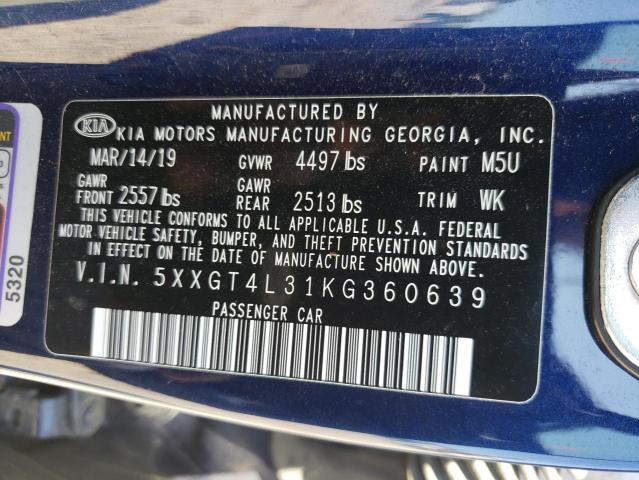 MANUFACTURED BY
KIA KIA MOTORS MANUFACTURING GEORGIA, INC.
MAR/14/19 GVWR 4497 lbs PAINT M5U
GAWR FRONT 2557 lbs GAWR REAR 2513 lbs TRIM WK
THIS VEHICLE CONFORMS TO ALL APPLICABLE U.S.A. FEDERAL
MOTOR VEHICLE SAFETY, BUMPER, AND THEFT PREVENTION STANDARDS
IN EFFECT ON THE DATE OF MANUFACTURE SHOWN ABOVE.
V.I.N. 5XXGT4L31KG360639
PASSENGER CAR
5320